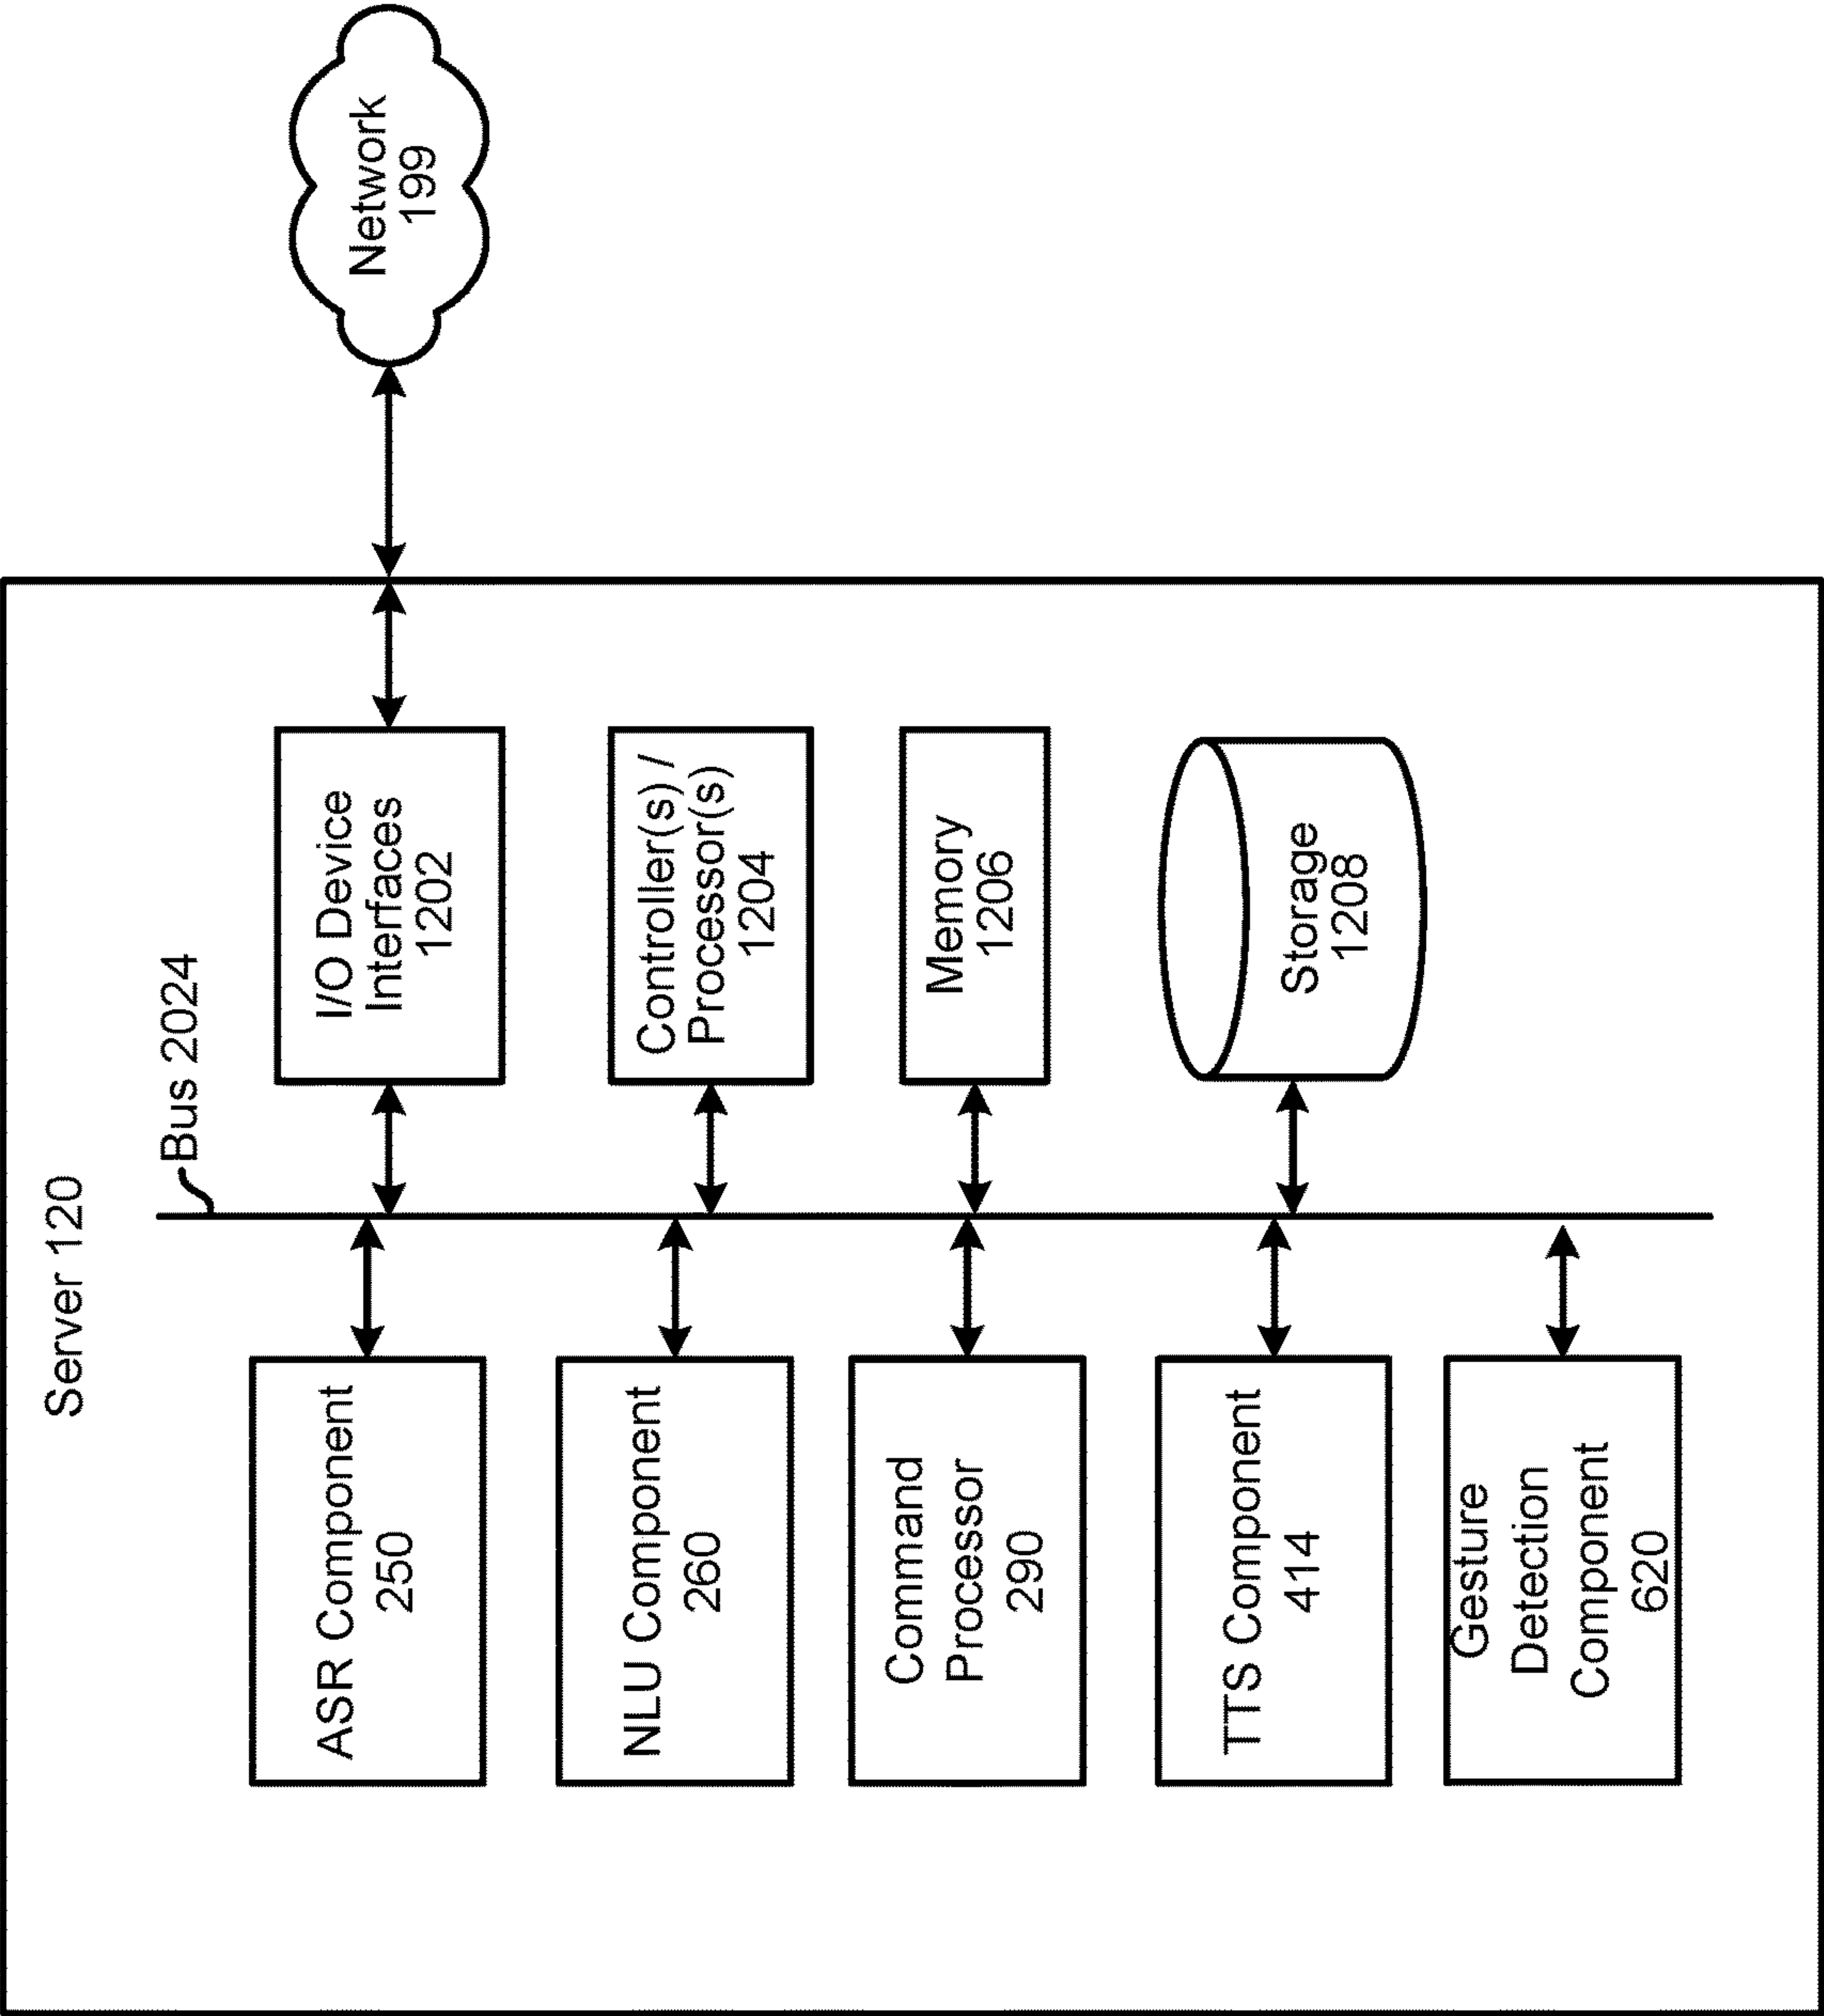 Server 120
Bus 2024
ASR Component
250
NLU Component
260
Command
Processor
290
TTS Component
414
Gesture
Detection
Component
620
I/O Device
Interfaces
1202
Controller(s) /
Processor(s)
1204
Memory
1206
Storage
1208
Network
199